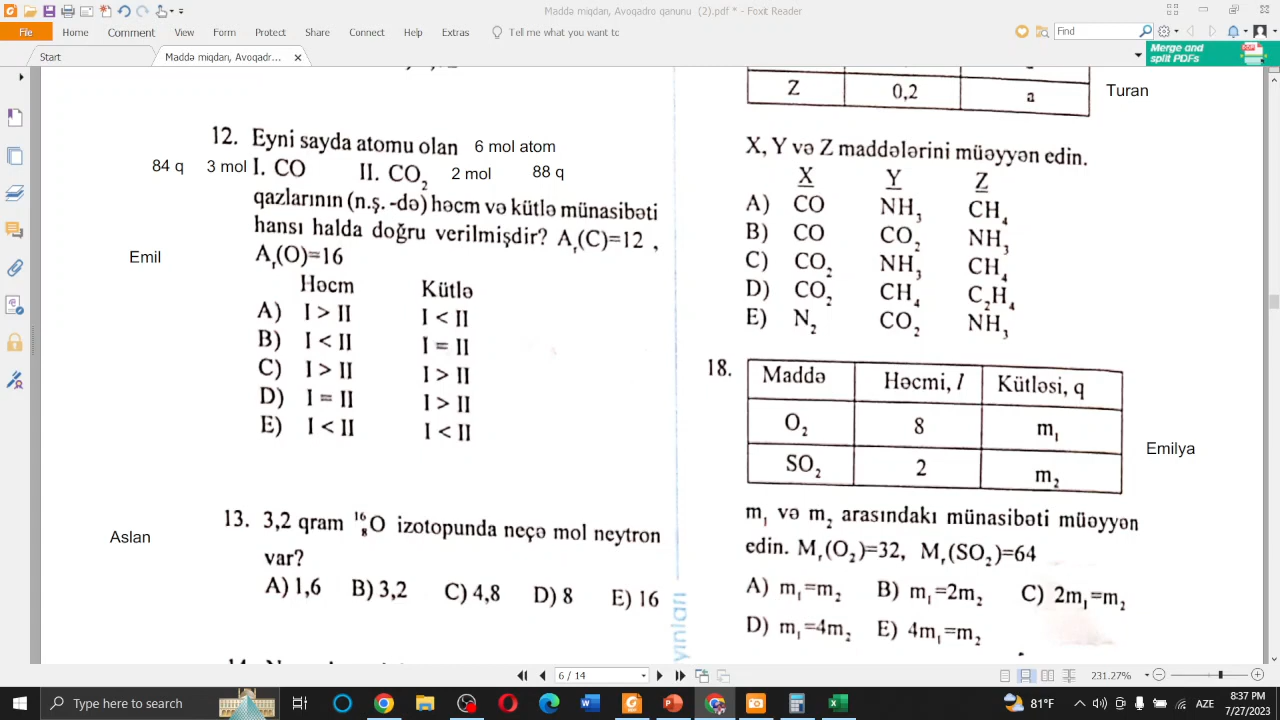 Maddə miqdarı, Avoqadro qanunu .(2).pdf * - Foxit Reader
File Home Comment View Form Protect Share Connect Help Extras Tell me what you want to Find
Start Maddə miqdarı, Avoqadr... Merge and split PDFs
12. Eyni sayda atomu olan 6 mol atom
84 q 3 mol I. CO II. CO₂ 2 mol 88 q
qazlarının (n.ş. -də) həcm və kütlə münasibəti
hansı halda doğru verilmişdir? Aᵣ(C)=12 ,
Emil
Aᵣ(O)=16
Həcm Kütlə
A) I > II I < II
B) I < II I = II
C) I > II I > II
D) I = II I > II
E) I < II I < II
Aslan
13. 3,2 qram ¹⁶₈O izotopunda neçə mol neytron
var?
A) 1,6 B) 3,2 C) 4,8 D) 8 E) 16
Z 0,2 a
Turan
X, Y və Z maddələrini müəyyən edin.
X Y Z
A) CO NH₃ CH₄
B) CO CO₂ NH₃
C) CO₂ NH₃ CH₄
D) CO₂ CH₄ C₂H₄
E) N₂ CO₂ NH₃
18. Maddə Həcmi, l Kütləsi, q
O₂ 8 m₁
SO₂ 2 m₂
Emilya
m₁ və m₂ arasındakı münasibəti müəyyən
edin. Mᵣ(O₂)=32, Mᵣ(SO₂)=64
A) m₁=m₂ B) m₁=2m₂ C) 2m₁=m₂
D) m₁=4m₂ E) 4m₁=m₂
6 / 14 231.27%
Type here to search 81°F AZE 8:37 PM
7/27/2023